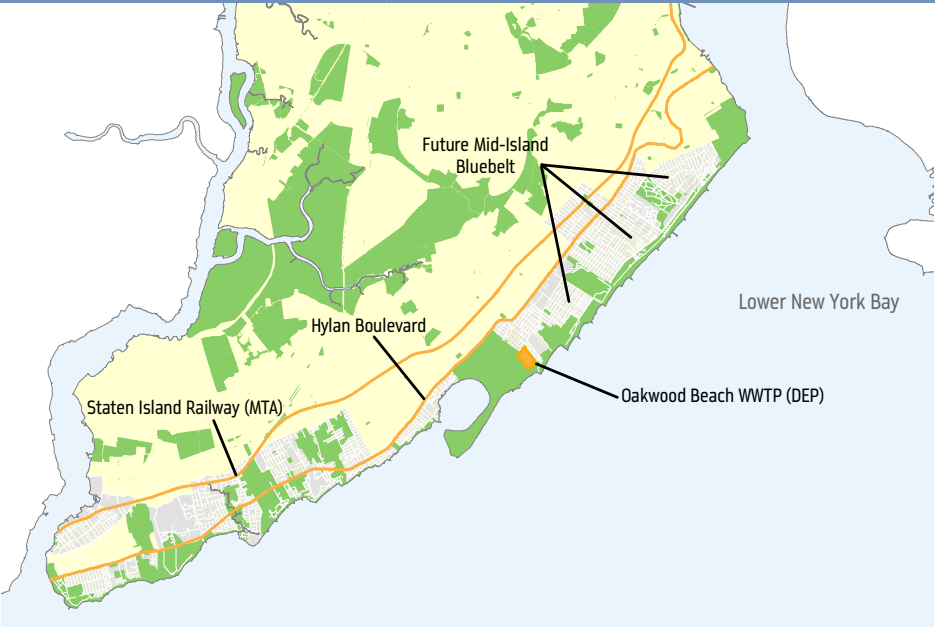 Future Mid-Island
Bluebelt
Lower New York Bay
Hylan Boulevard
Oakwood Beach WWTP (DEP)
Staten Island Railway (MTA)